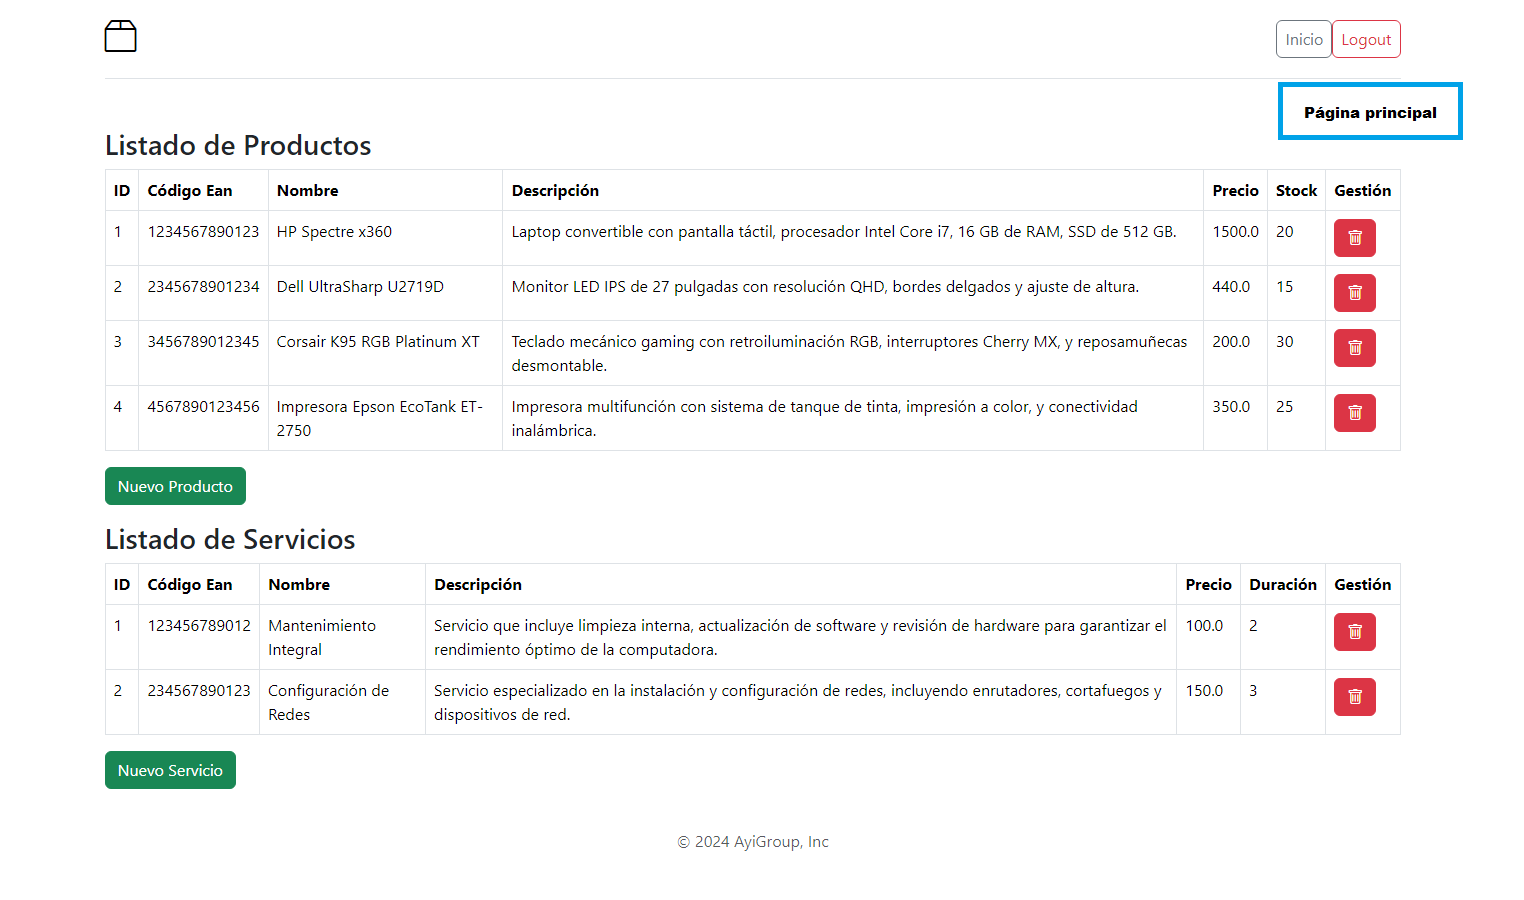 Inicio Logout
Página principal
Listado de Productos
ID Código Ean Nombre Descripción Precio Stock Gestión
1 1234567890123 HP Spectre x360 Laptop convertible con pantalla táctil, procesador Intel Core i7, 16 GB de RAM, SSD de 512 GB. 1500.0 20
2 2345678901234 Dell UltraSharp U2719D Monitor LED IPS de 27 pulgadas con resolución QHD, bordes delgados y ajuste de altura. 440.0 15
3 3456789012345 Corsair K95 RGB Platinum XT Teclado mecánico gaming con retroiluminación RGB, interruptores Cherry MX, y reposamuñecas 200.0 30
desmontable.
4 4567890123456 Impresora Epson EcoTank ET- Impresora multifunción con sistema de tanque de tinta, impresión a color, y conectividad 350.0 25
2750 inalámbrica.
Nuevo Producto
Listado de Servicios
ID Código Ean Nombre Descripción Precio Duración Gestión
1 123456789012 Mantenimiento Servicio que incluye limpieza interna, actualización de software y revisión de hardware para garantizar el 100.0 2
Integral rendimiento óptimo de la computadora.
2 234567890123 Configuración de Servicio especializado en la instalación y configuración de redes, incluyendo enrutadores, cortafuegos y 150.0 3
Redes dispositivos de red.
Nuevo Servicio
© 2024 AyiGroup, Inc